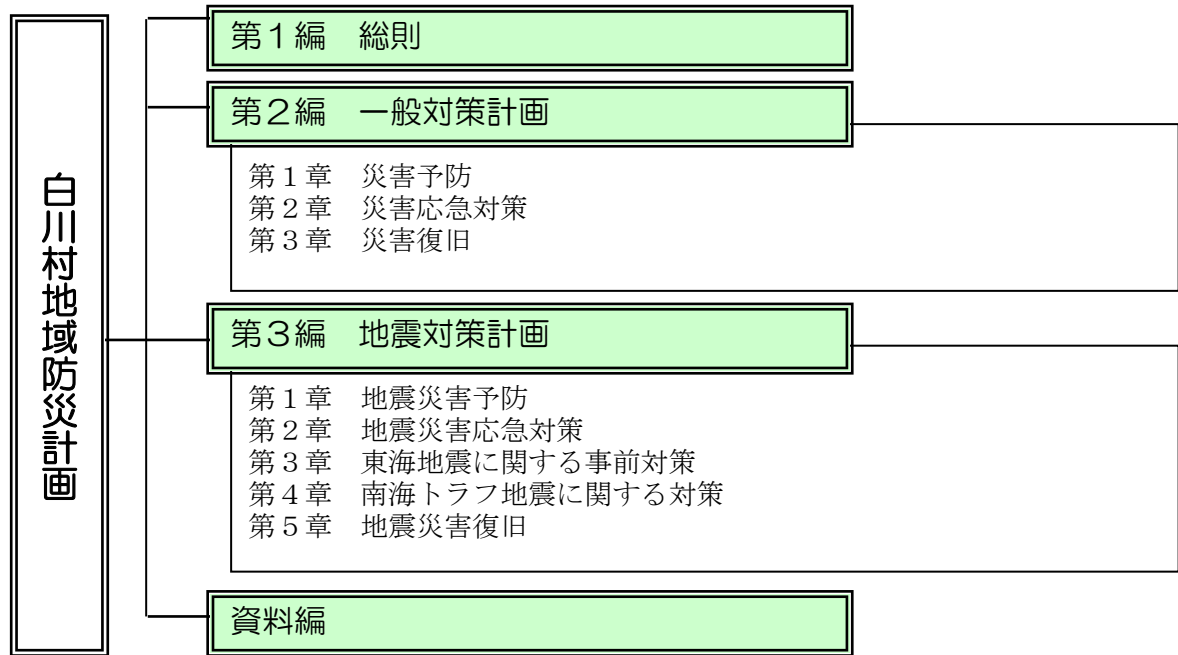 白川村地域防災計画
第１編　総則
第２編　一般対策計画
第１章　災害予防
第２章　災害応急対策
第３章　災害復旧
第３編　地震対策計画
第１章　地震災害予防
第２章　地震災害応急対策
第３章　東海地震に関する事前対策
第４章　南海トラフ地震に関する対策
第５章　地震災害復旧
資料編